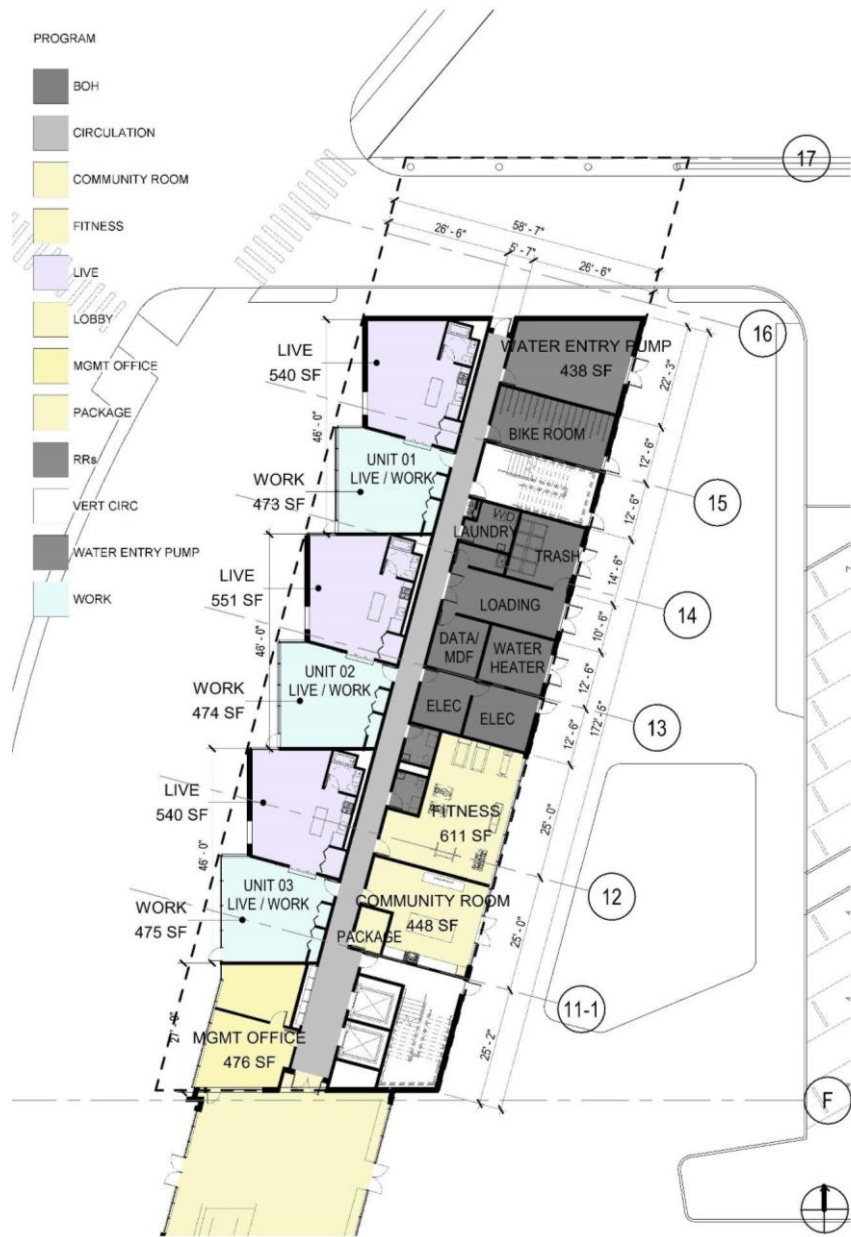 PROGRAM
BOH
CIRCULATION
COMMUNITY ROOM
FITNESS
LIVE
LOBBY
MGMT OFFICE
PACKAGE
RRs
VERT CIRC
WATER ENTRY PUMP
WORK
17
58' - 7"
26' - 6"
5' - 7"
26' - 6"
16
WATER ENTRY PUMP
438 SF
22' - 3"
LIVE
540 SF
46' - 0"
BIKE ROOM
12' - 6"
UNIT 01
LIVE / WORK
WORK
473 SF
15
12' - 6"
W/D
LAUNDRY
TRASH
14' - 6"
LIVE
551 SF
46' - 0"
LOADING
14
10' - 6"
DATA/
MDF
WATER
HEATER
12' - 6"
172' - 5"
UNIT 02
LIVE / WORK
WORK
474 SF
ELEC
ELEC
13
12' - 6"
LIVE
540 SF
46' - 0"
FITNESS
611 SF
25' - 0"
12
UNIT 03
LIVE / WORK
WORK
475 SF
COMMUNITY ROOM
448 SF
PACKAGE
25' - 0"
11-1
MGMT OFFICE
476 SF
25' - 2"
F